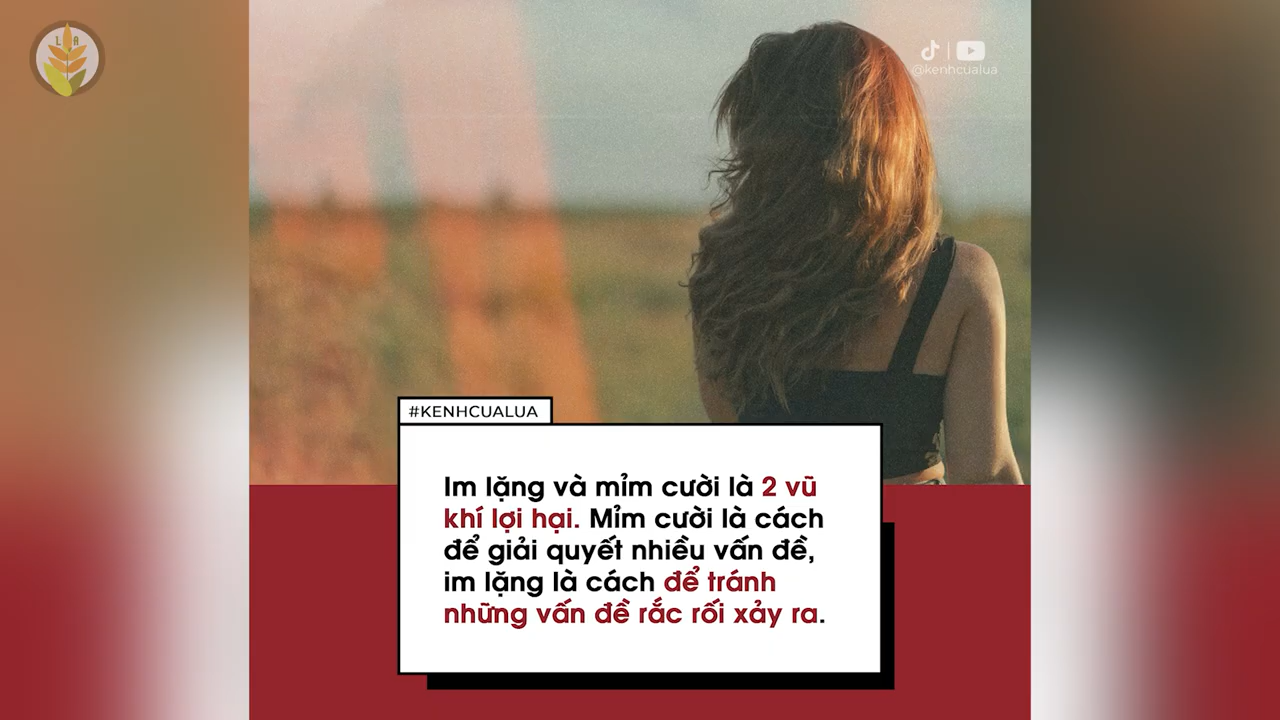 L A
@kenhcualua
#KENHCUALUA
Im lặng và mỉm cười là 2 vũ
khí lợi hại. Mỉm cười là cách
để giải quyết nhiều vấn đề,
im lặng là cách để tránh
những vấn đề rắc rối xảy ra.